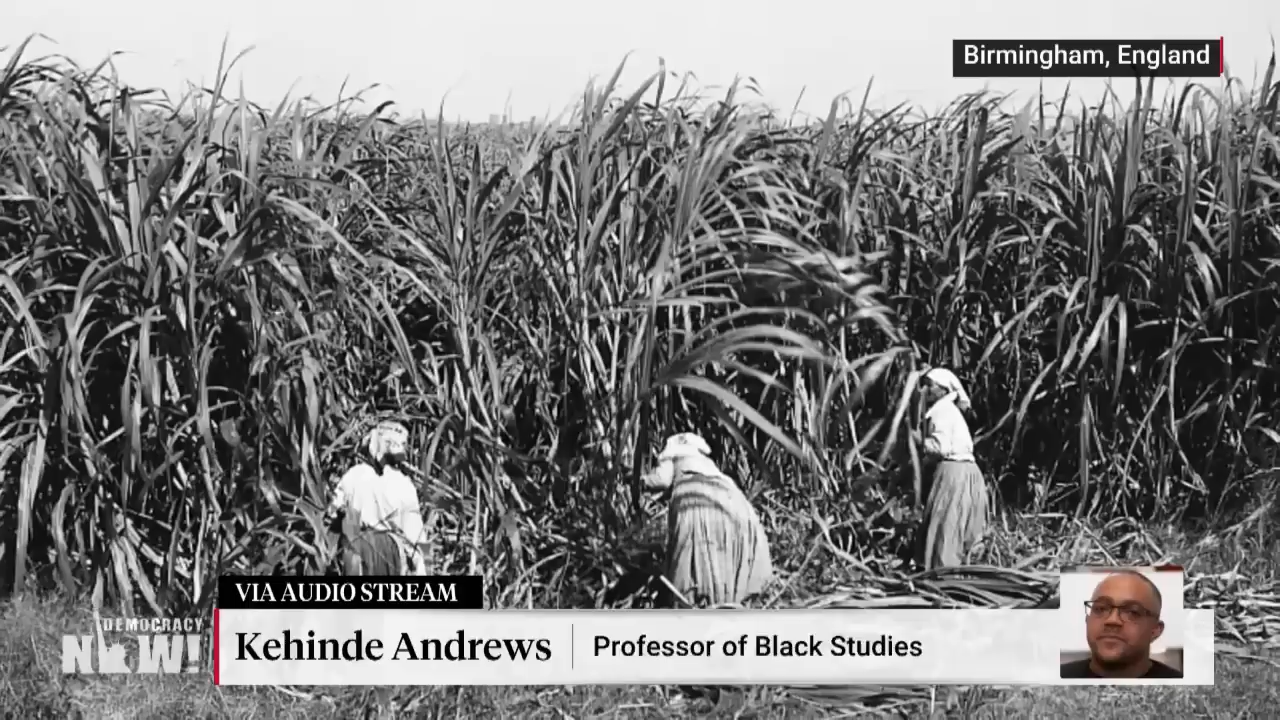 Birmingham, England
VIA AUDIO STREAM
Kehinde Andrews
Professor of Black Studies
DEMOCRACY
NOW!